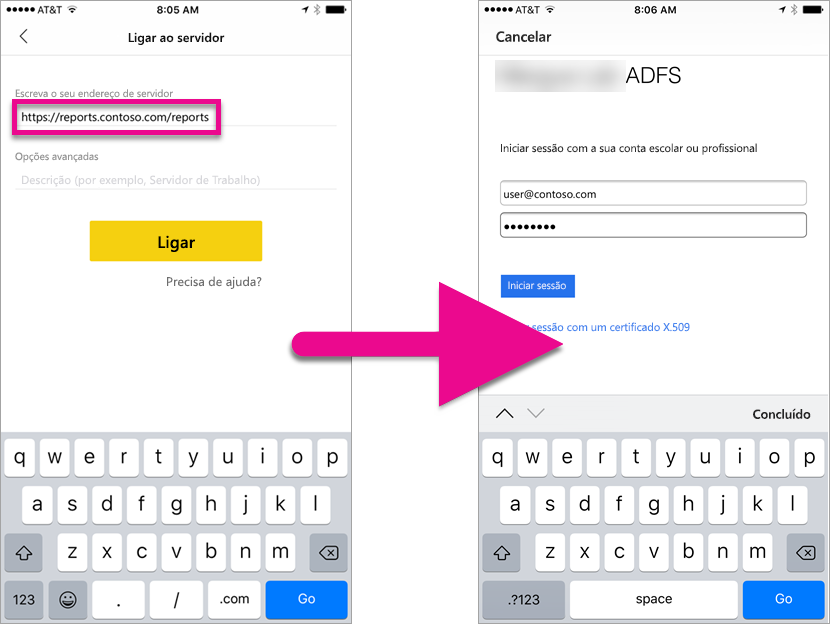 AT&T 8:05 AM
Ligar ao servidor
Escreva o seu endereço de servidor
https://reports.contoso.com/reports
Opções avançadas
Descrição (por exemplo, Servidor de Trabalho)
Ligar
Precisa de ajuda?
q w e r t y u i o p
a s d f g h j k l
z x c v b n m
123 . / .com Go
AT&T 8:06 AM
Cancelar
ADFS
Iniciar sessão com a sua conta escolar ou profissional
user@contoso.com
••••••••
Iniciar sessão
sessão com um certificado X.509
Concluído
q w e r t y u i o p
a s d f g h j k l
z x c v b n m
.?123 space Go